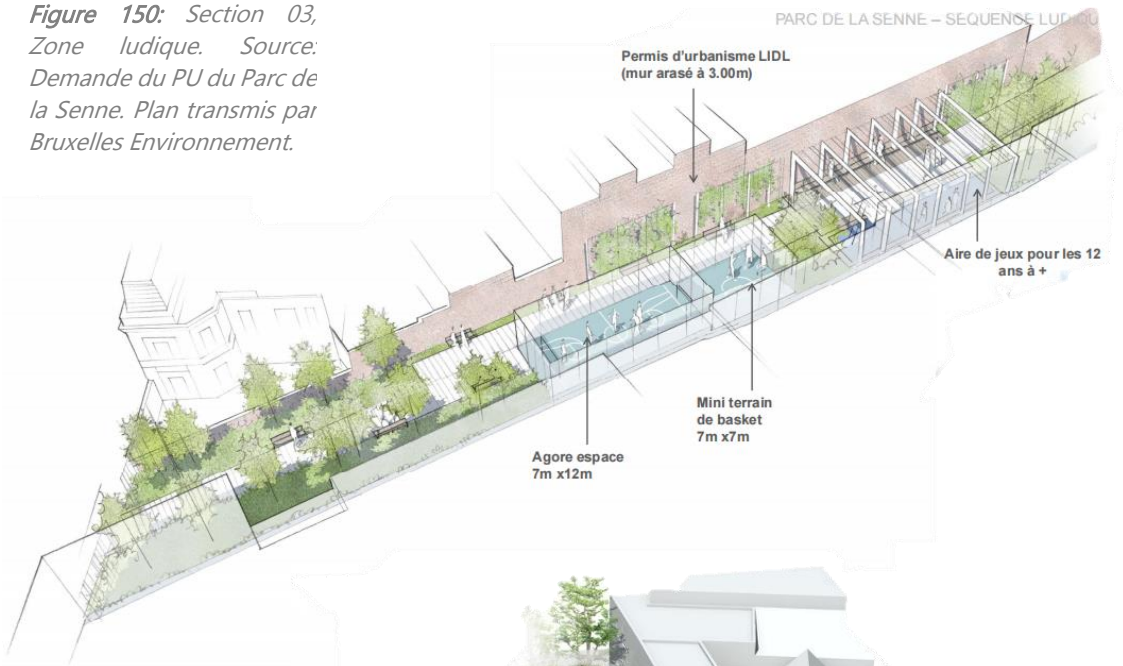 Figure 150: Section 03,
Zone ludique. Source:
Demande du PU du Parc de
la Senne. Plan transmis par
Bruxelles Environnement.
PARC DE LA SENNE – SEQUENCE LUDIQU
Permis d'urbanisme LIDL
(mur arasé à 3.00m)
Aire de jeux pour les 12
ans à +
Mini terrain
de basket
7m x7m
Agore espace
7m x12m